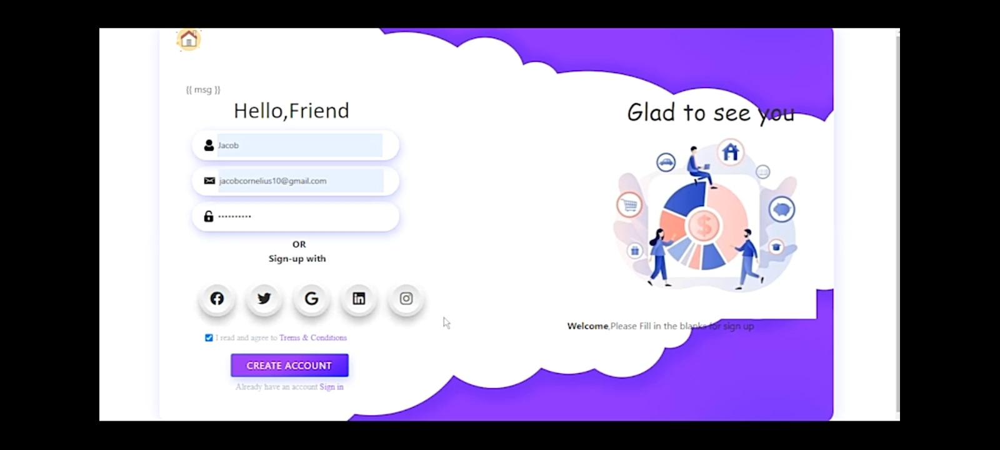 {{ msg }}
Hello,Friend
Jacob
jacobcornelius10@gmail.com
OR
Sign-up with
I read and agree to Trems & Conditions
CREATE ACCOUNT
Already have an account Sign in
Glad to see you
$
Welcome,Please Fill in the blanks for sign up